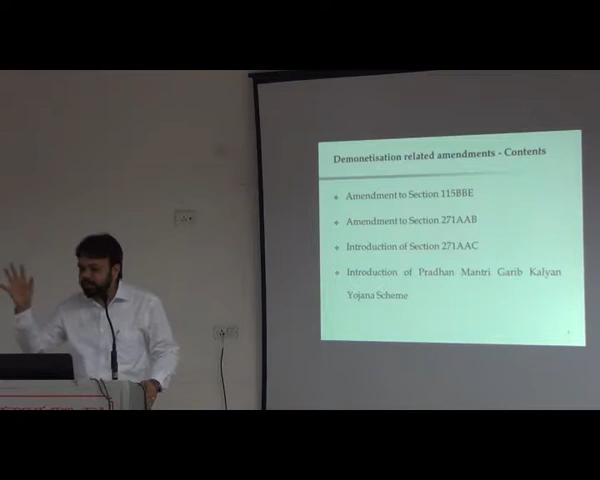 Demonetisation related amendments - Contents
Amendment to Section 115BBE
Amendment to Section 271AAB
Introduction of Section 271AAC
Introduction of Pradhan Mantri Garib Kalyan
Yojana Scheme